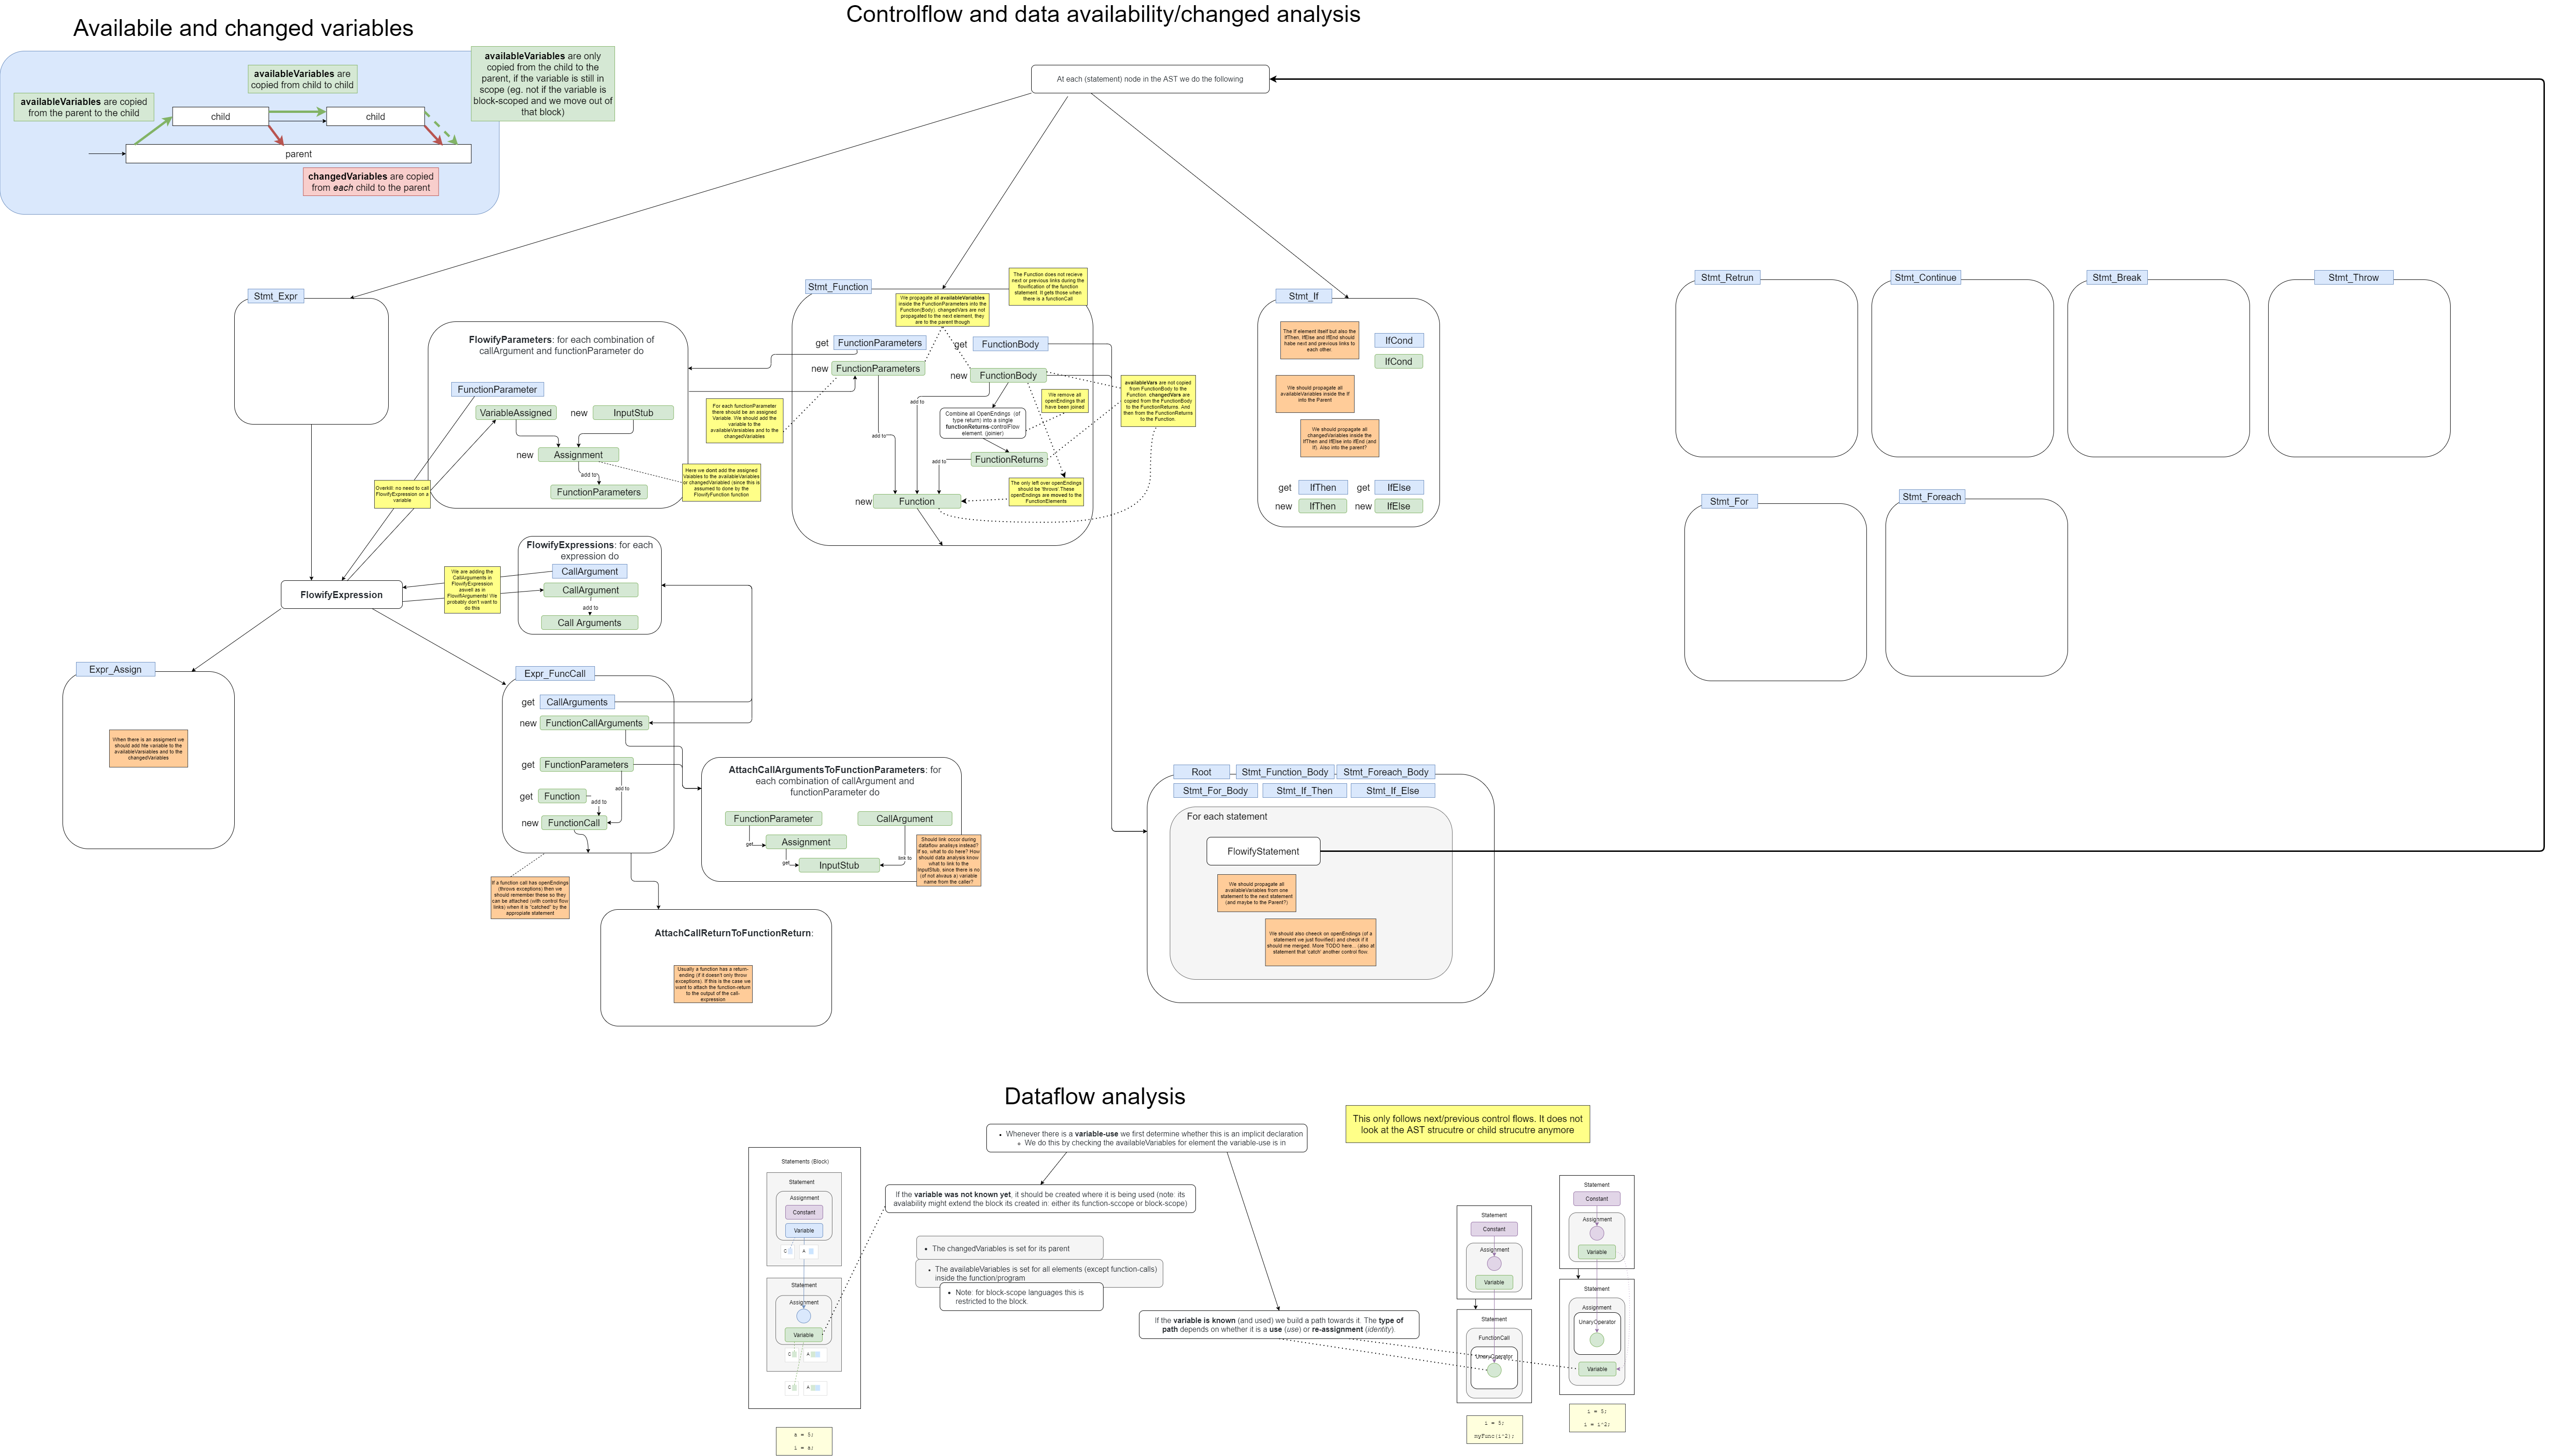 Availabile and changed variables
Controlflow and data availability/changed analysis
availableVariables are
copied from child to child
availableVariables are only
copied from the child to the
parent, if the variable is still in
scope (eg. not if the variable is
block-scoped and we move out of
that block)
availableVariables are copied
from the parent to the child
child
child
parent
changedVariables are copied
from each child to the parent
At each (statement) node in the AST we do the following
Stmt_Expr
FlowifyParameters: for each combination of
callArgument and functionParameter do
FunctionParameter
VariableAssigned
new
InputStub
new
Assignment
add to
FunctionParameters
Overkill: no need to call
FlowifyExpression on a
variable
Here we dont add the assigned
variables to the availableVariables
or changedVariabled (since this is
assumed to done by the
FlowifyFunction function
For each functionParameter
there should be an assigned
Variable. We should add the
variable to the
availableVarsiables and to the
changedVariables
Stmt_Function
We propagate all availableVariables
inside the FunctionParameters into the
Function(Body). changedVars are not
propagated to the next element: they
are to the parent though
The Function does not recieve
next or previous links during the
flowification of the function
statement. It gets those when
there is a functionCall
get
FunctionParameters
get
FunctionBody
new
FunctionParameters
new
FunctionBody
We remove all
openEndings that
have been joined
add to
Combine all OpenEndings (of
type return) into a single
functionReturns-controlFlow
element. (joinier)
add to
add to
FunctionReturns
The only left over openEndings
should be 'throws' These
openEndings are moved to the
FunctionElements
new
Function
availableVars are not copied
from FunctionBody to the
Function. changedVars are
copied from the FunctionBody
to the FunctionReturns. And
then from the FunctionReturns
to the Function.
Stmt_If
The if element itself but also the
IfThen, IfElse and IfEnd should
habe next and previous links to
each other.
IfCond
IfCond
We should propagate all
availableVariables inside the If
into the Parent
We should propagate all
changedVariables inside the
IfThen and IfElse into ifEnd (and
If). Also into the parent?
get
IfThen
get
IfElse
new
IfThen
new
IfElse
Stmt_Retrun
Stmt_Continue
Stmt_Break
Stmt_Throw
Stmt_For
Stmt_Foreach
FlowifyExpression
We are adding the
CallArguments in
FlowifyExpression
aswell as in
FlowifArguments! We
probably don't want to
do this
FlowifyExpressions: for each
expression do
CallArgument
CallArgument
add to
Call Arguments
Expr_Assign
When there is an assigment we
should add hte variable to the
availableVarsiables and to the
changedVariables
Expr_FuncCall
get
CallArguments
new
FunctionCallArguments
get
FunctionParameters
add to
get
Function
add to
new
FunctionCall
If a function call has openEndings
(throws exceptions) then we
should remember these so they
can be attached (with control flow
links) when it is "catched" by the
appropiate statement
AttachCallArgumentsToFunctionParameters: for
each combination of callArgument and
functionParameter do
FunctionParameter
CallArgument
get
Assignment
get
InputStub
link to
Should link occur during
dataflow analisys instead?
If so, what to do here? How
should data analysis know
what to link to the
InputStub, since there is no
(of not alwaus a) variable
name from the caller?
AttachCallReturnToFunctionReturn:
Usually a function has a return-
ending (if it doesn't only throw
exceptions). If this is the case we
want to attach the function-return
to the output of the call-
expression
Root
Stmt_Function_Body
Stmt_Foreach_Body
Stmt_For_Body
Stmt_If_Then
Stmt_If_Else
For each statement
FlowifyStatement
We should propagate all
availableVariables from one
statement to the next statement
(and maybe to the Parent?)
We should also cheeck on openEndings (of a
statement we just flowified) and check if it
should me merged. More TODO here... (also at
statement that 'catch' another control flow.
Dataflow analysis
This only follows next/previous control flows. It does not
look at the AST strucutre or child strucutre anymore
• Whenever there is a variable-use we first determine whether this is an implicit declaration
◦ We do this by checking the availableVariables for element the variable-use is in
If the variable was not known yet, it should be created where it is being used (note: its
avalability might extend the block its created in: either its function-sccope or block-scope)
• The changedVariables is set for its parent
• The availableVariables is set for all elements (except function-calls)
inside the function/program
• Note: for block-scope languages this is
restricted to the block.
If the variable is known (and used) we build a path towards it. The type of
path depends on whether it is a use (use) or re-assignment (identity).
Statements (Block)
Statement
Assignment
Constant
Variable
C
A
Statement
Assignment
Variable
C
A
C
A
a = 5;
i = a;
Statement
Constant
Assignment
Variable
Statement
FunctionCall
UnaryOperator
i = 5;
myFunc(i^2);
Statement
Constant
Assignment
Variable
Statement
Assignment
UnaryOperator
Variable
i = 5;
i = i^2;